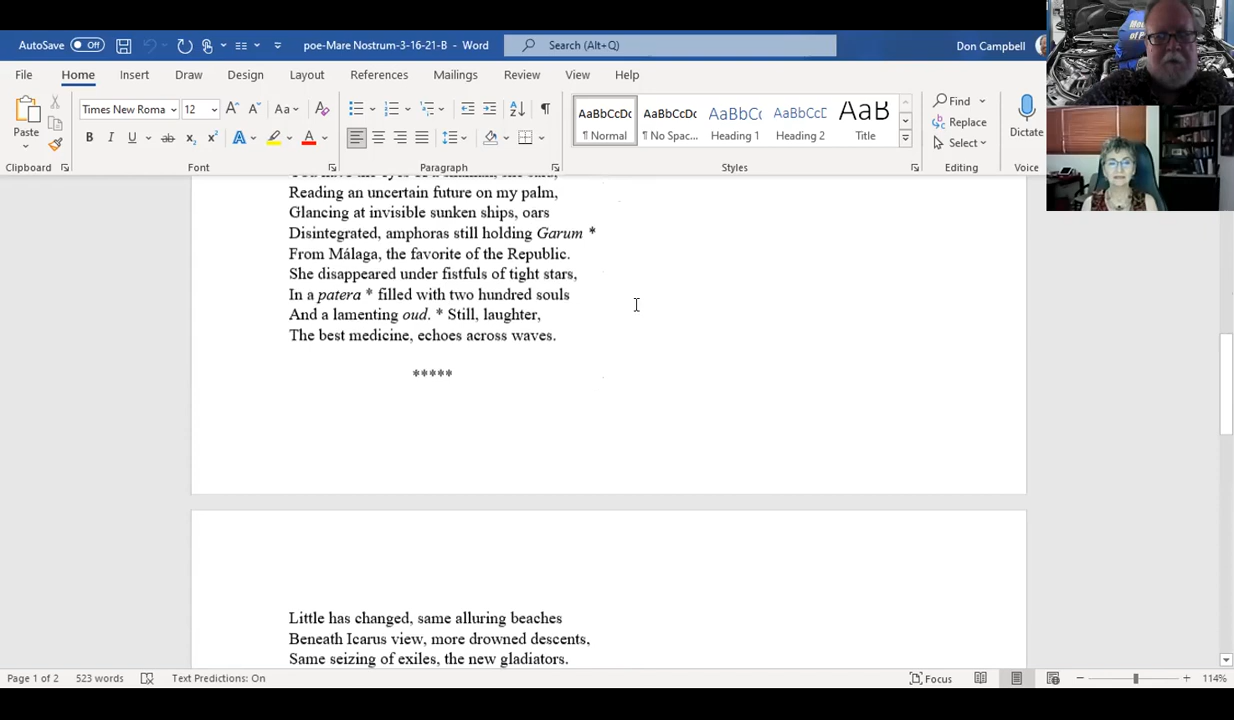 AutoSave Off poe-Mare Nostrum-3-16-21-B - Word Search (Alt+Q) Don Campbell
File Home Insert Draw Design Layout References Mailings Review View Help
Times New Roma 12 Aa
AaBbCcDc AaBbCcDc AaBbCc AaBbCcD AaB
Find
Replace
Select
Paste
B I U ab x₂ x² A A
¶ Normal ¶ No Spac... Heading 1 Heading 2 Title
Dictate
Clipboard Font Paragraph Styles Editing Voice
Reading an uncertain future on my palm,
Glancing at invisible sunken ships, oars
Disintegrated, amphoras still holding Garum *
From Málaga, the favorite of the Republic.
She disappeared under fistfuls of tight stars,
In a patera * filled with two hundred souls
And a lamenting oud. * Still, laughter,
The best medicine, echoes across waves.
*****
Little has changed, same alluring beaches
Beneath Icarus view, more drowned descents,
Same seizing of exiles, the new gladiators.
Page 1 of 2 523 words Text Predictions: On Focus 114%